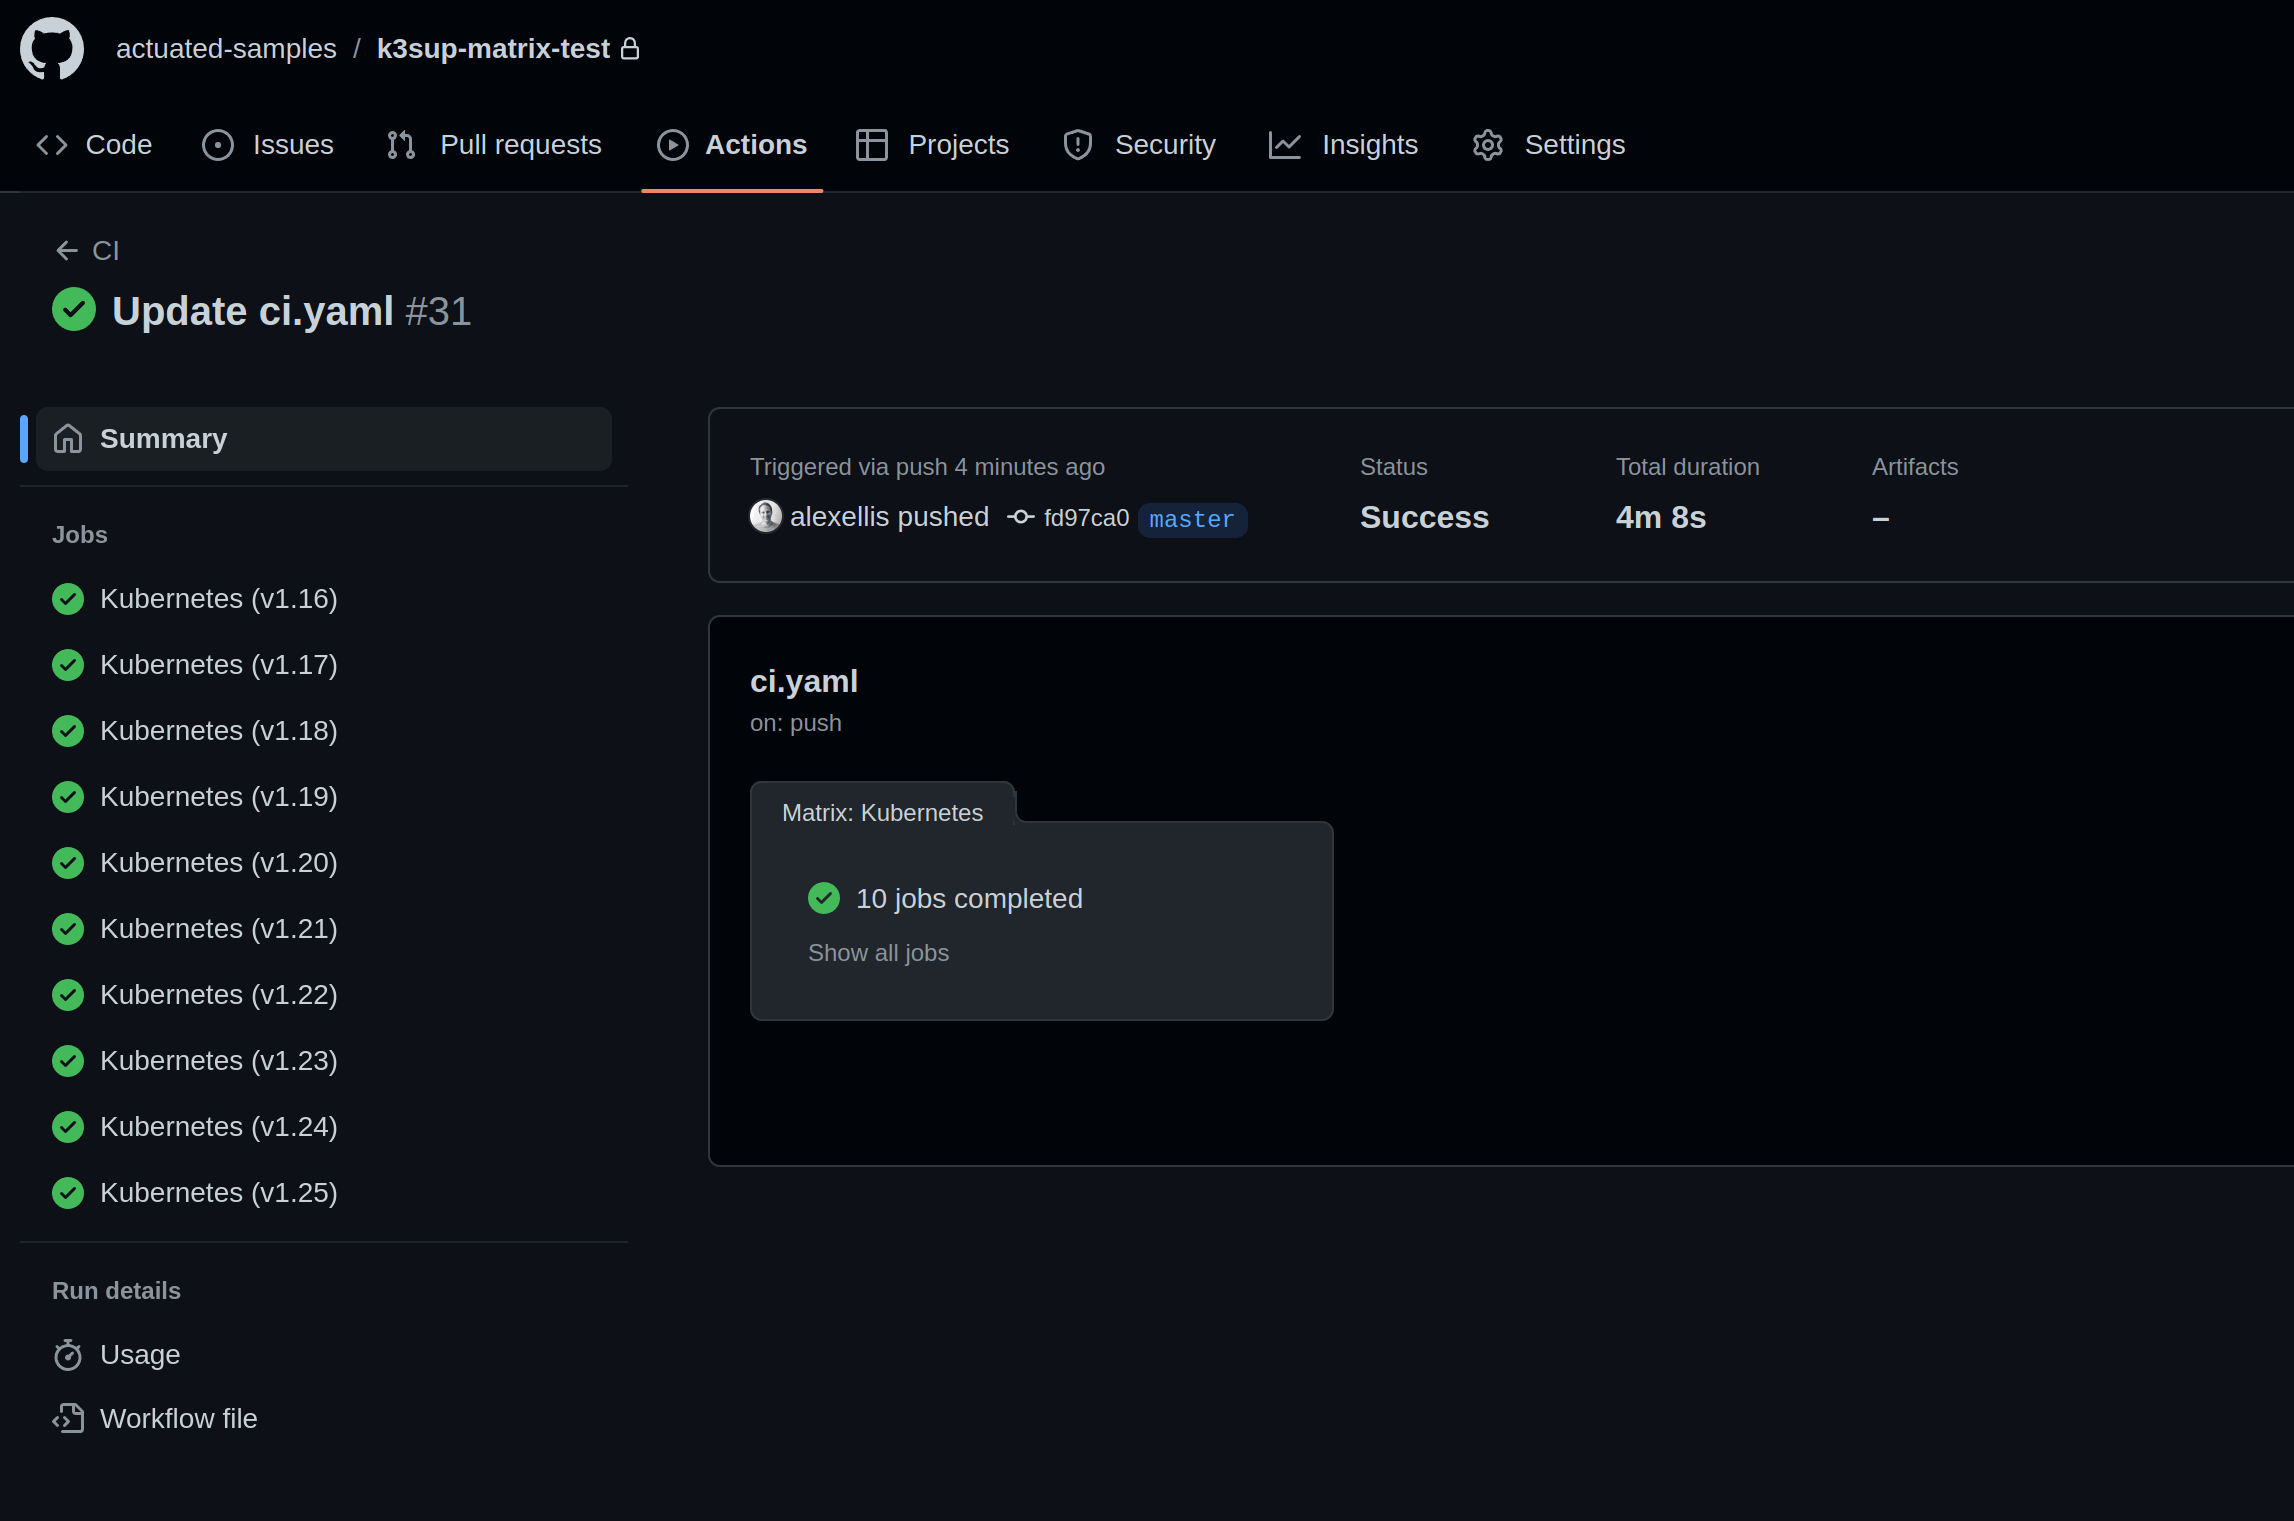 actuated-samples / k3sup-matrix-test
Code Issues Pull requests Actions Projects Security Insights Settings
CI
Update ci.yaml #31
Summary
Jobs
Kubernetes (v1.16)
Kubernetes (v1.17)
Kubernetes (v1.18)
Kubernetes (v1.19)
Kubernetes (v1.20)
Kubernetes (v1.21)
Kubernetes (v1.22)
Kubernetes (v1.23)
Kubernetes (v1.24)
Kubernetes (v1.25)
Run details
Usage
Workflow file
Triggered via push 4 minutes ago
alexellis pushed fd97ca0 master
Status
Success
Total duration
4m 8s
Artifacts
–
ci.yaml
on: push
Matrix: Kubernetes
10 jobs completed
Show all jobs